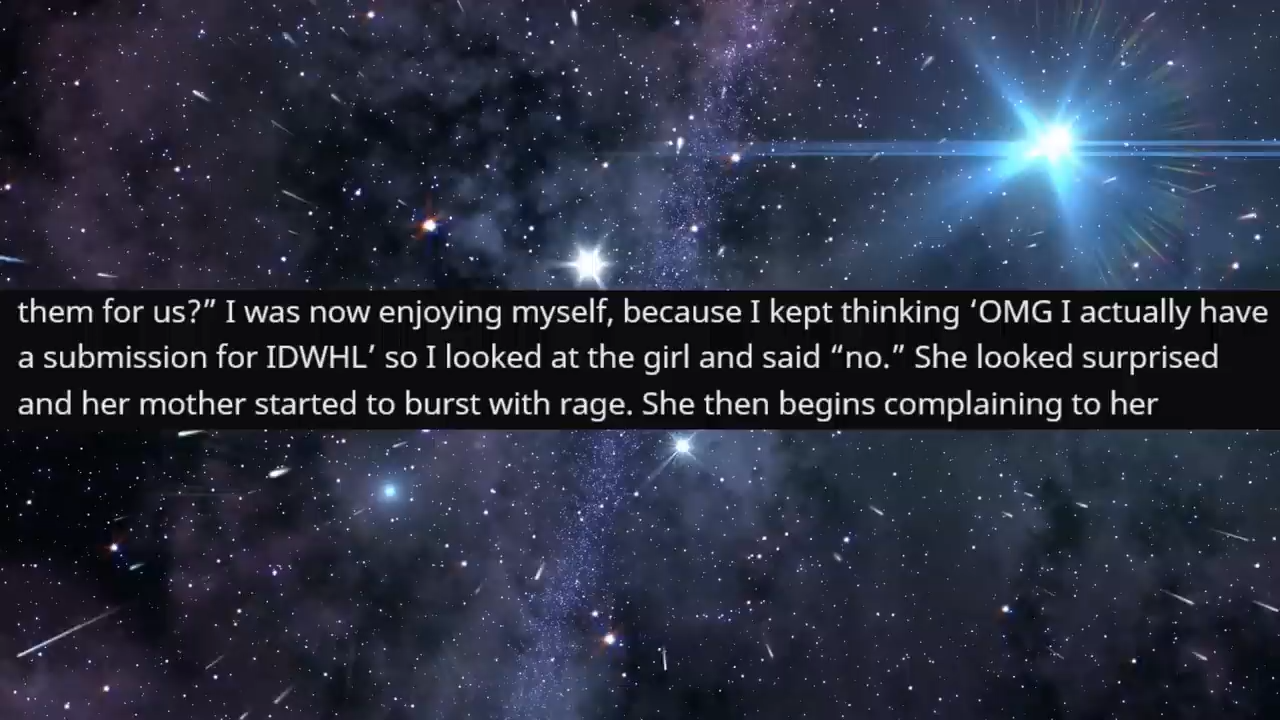 them for us?” I was now enjoying myself, because I kept thinking ‘OMG I actually have
a submission for IDWHL’ so I looked at the girl and said “no.” She looked surprised
and her mother started to burst with rage. She then begins complaining to her